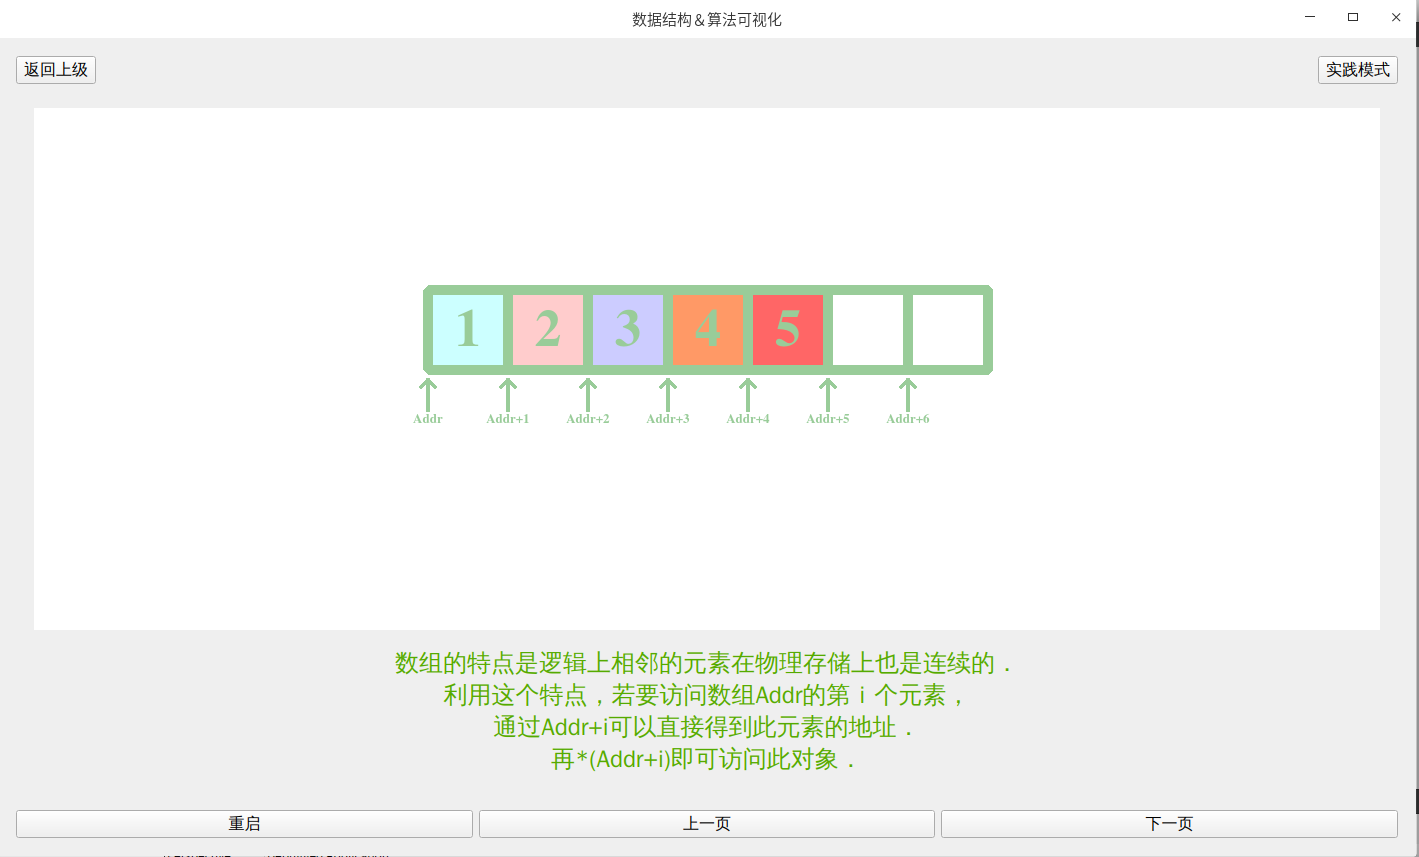 数据结构＆算法可视化
返回上级
实践模式
1 2 3 4 5
Addr Addr+1 Addr+2 Addr+3 Addr+4 Addr+5 Addr+6
数组的特点是逻辑上相邻的元素在物理存储上也是连续的．
利用这个特点，若要访问数组Addr的第ｉ个元素，
通过Addr+i可以直接得到此元素的地址．
再*(Addr+i)即可访问此对象．
重启 上一页 下一页